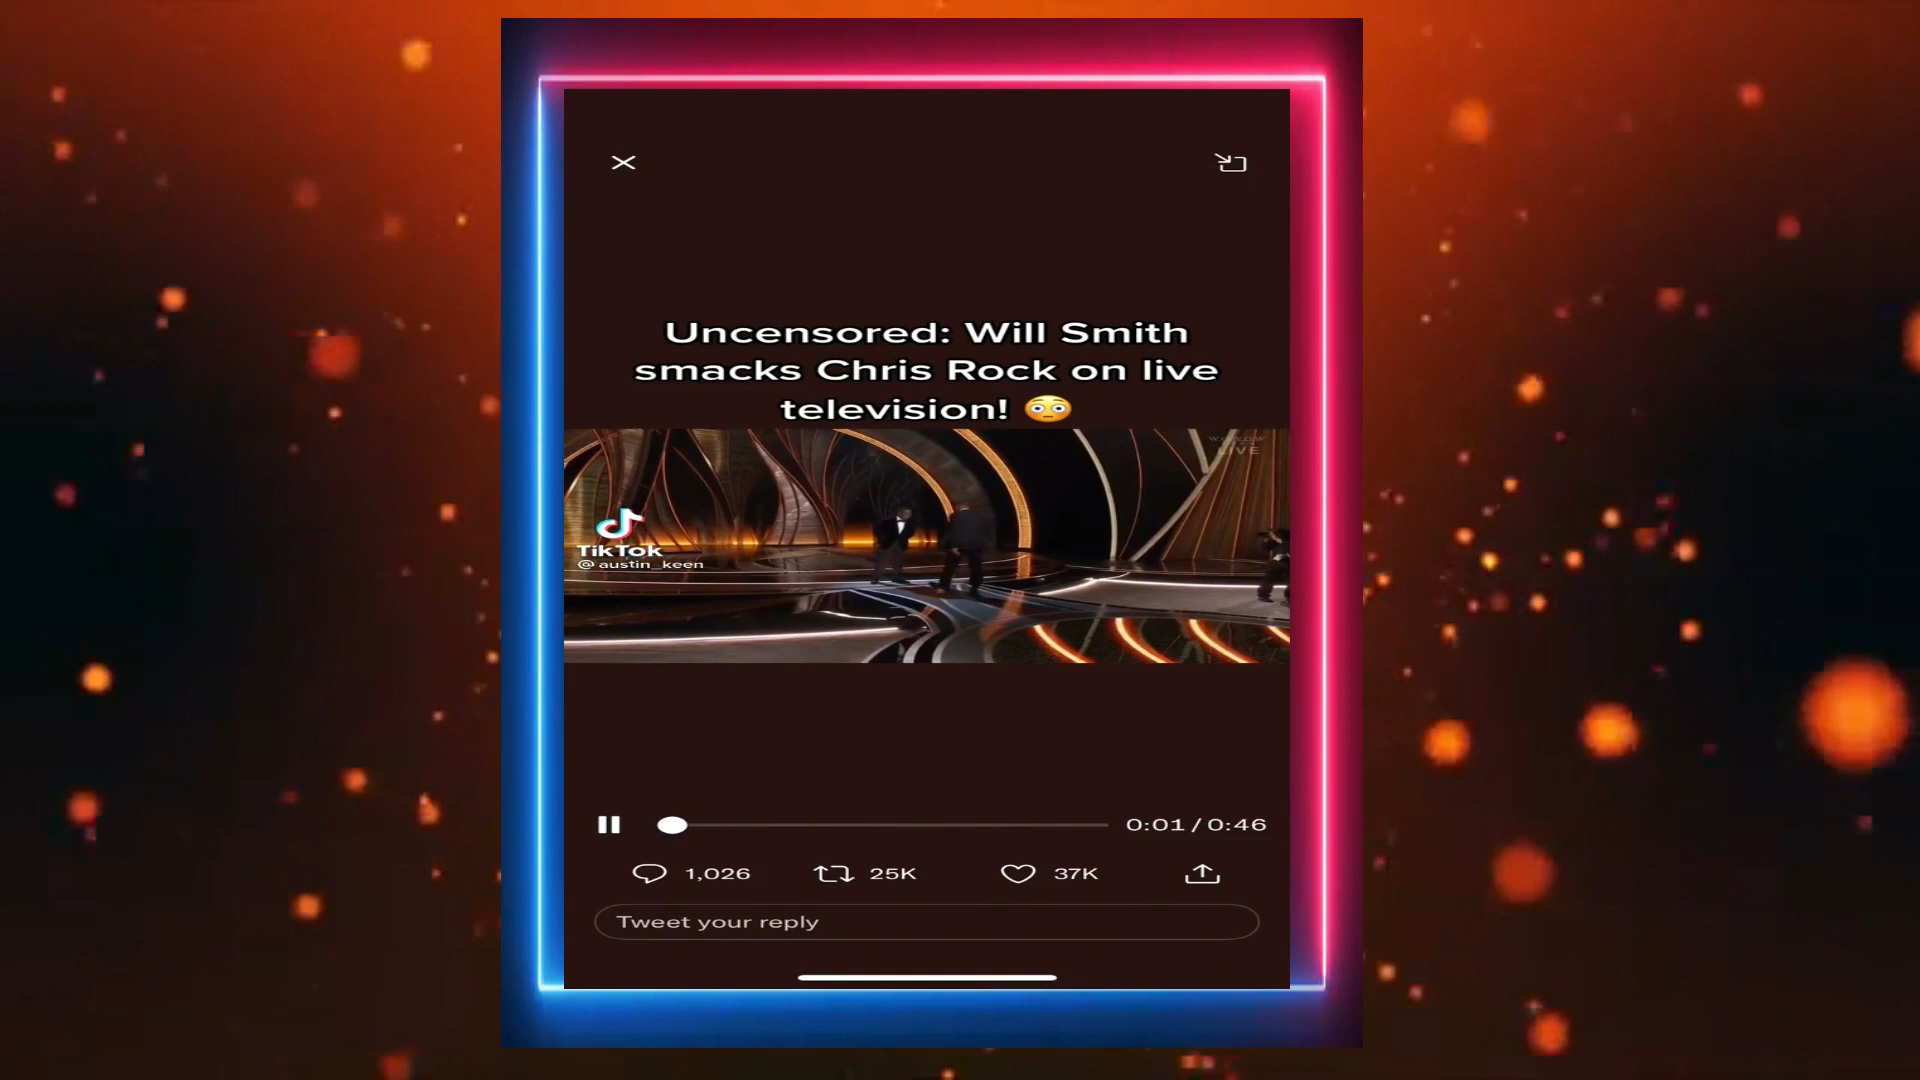 Uncensored: Will Smith
smacks Chris Rock on live
television! 😳
LIVE
TikTok
@austin_keen
0:01/0:46
1,026 25K 37K
Tweet your reply